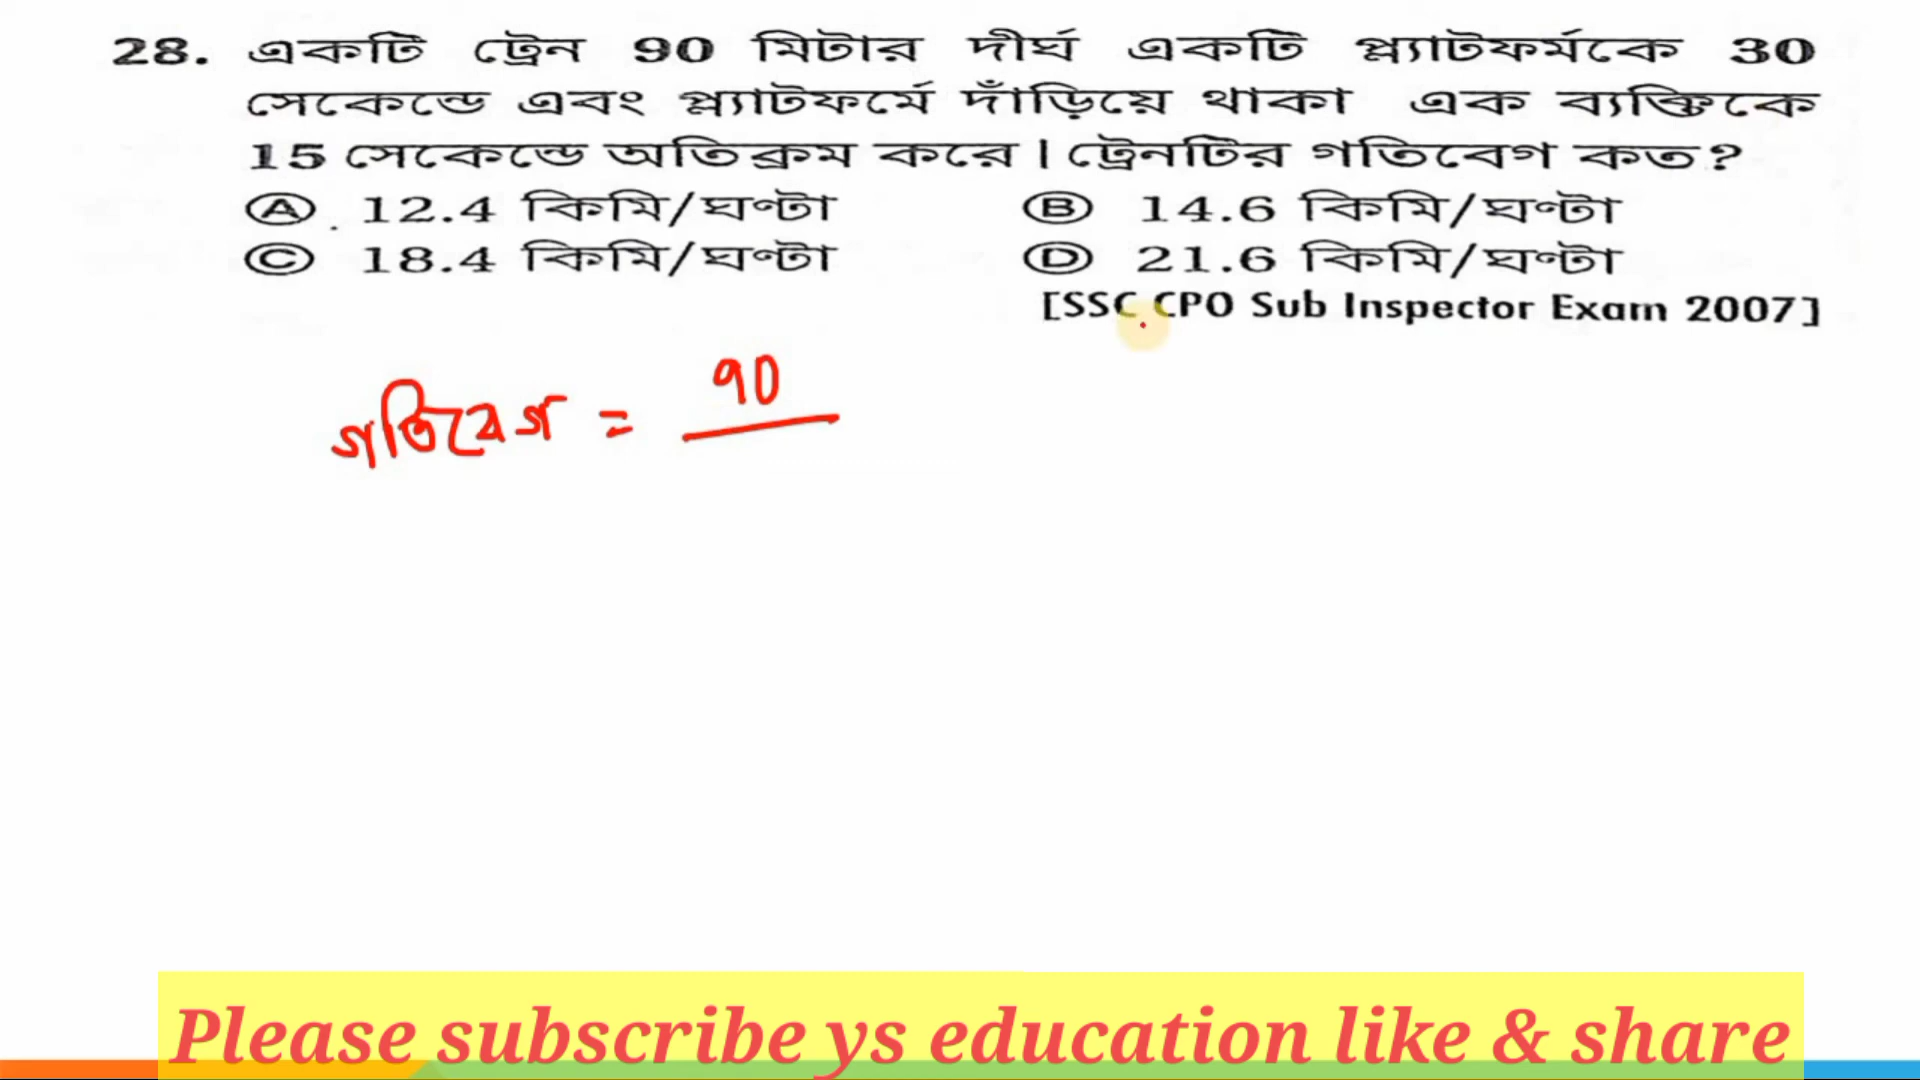 28. একটি ট্রেন 90 মিটার দীর্ঘ একটি প্ল্যাটফর্মকে 30
সেকেন্ডে এবং প্ল্যাটফর্মে দাঁড়িয়ে থাকা এক ব্যক্তিকে
15 সেকেন্ডে অতিক্রম করে। ট্রেনটির গতিবেগ কত?
Ⓐ 12.4 কিমি/ঘণ্টা Ⓑ 14.6 কিমি/ঘণ্টা
Ⓒ 18.4 কিমি/ঘণ্টা Ⓓ 21.6 কিমি/ঘণ্টা
[SSC CPO Sub Inspector Exam 2007]
গতিবেগ = 90
Please subscribe ys education like & share